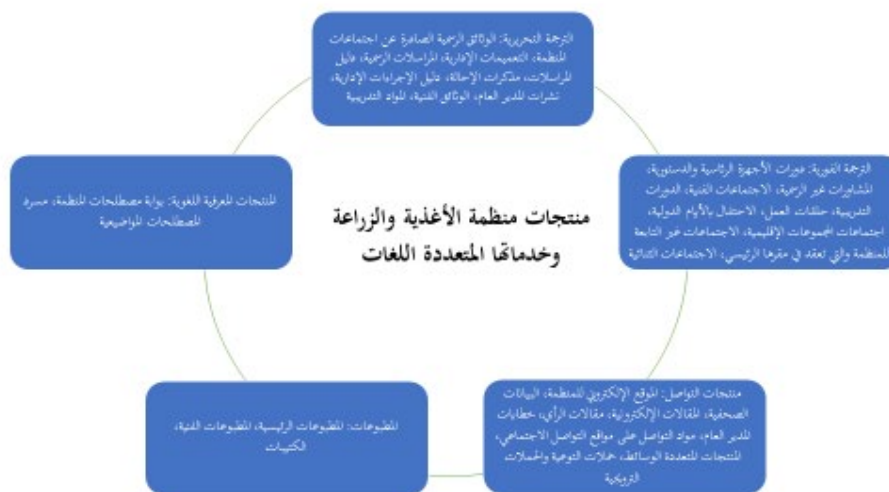 الترجمة التحريرية: الوثائق الرسمية الصادرة عن اجتماعات
المنظمة، التعميمات الإدارية، المراسلات الرسمية، دليل
المراسلات، مذكرات الإحالة، دليل الإجراءات الإدارية،
نشرات المدير العام، الوثائق الفنية، المواد التدريبية
الترجمة الفورية: دورات الأجهزة الرئاسية والدستورية،
المشاورات غير الرسمية، الاجتماعات الفنية، الدورات
التدريبية، حلقات العمل، الاحتفال بالأيام الدولية،
اجتماعات المجموعات الإقليمية، الاجتماعات غير التابعة
للمنظمة والتي تعقد في مقرها الرئيسي، الاجتماعات الثنائية
منتجات التواصل: الموقع الإلكتروني للمنظمة، البيانات
الصحفية، المقالات الإلكترونية، مقالات الرأي، خطابات
المدير العام، مواد التواصل على مواقع التواصل الاجتماعي،
المنتجات المتعددة الوسائط، حملات التوعية والحملات
الترويجية
المطبوعات: المطبوعات الرئيسية، المطبوعات الفنية،
الكتيبات
المنتجات المعرفية اللغوية: بوابة مصطلحات المنظمة، مسرد
المصطلحات المواضيعية
منتجات منظمة الأغذية والزراعة
وخدماتها المتعددة اللغات